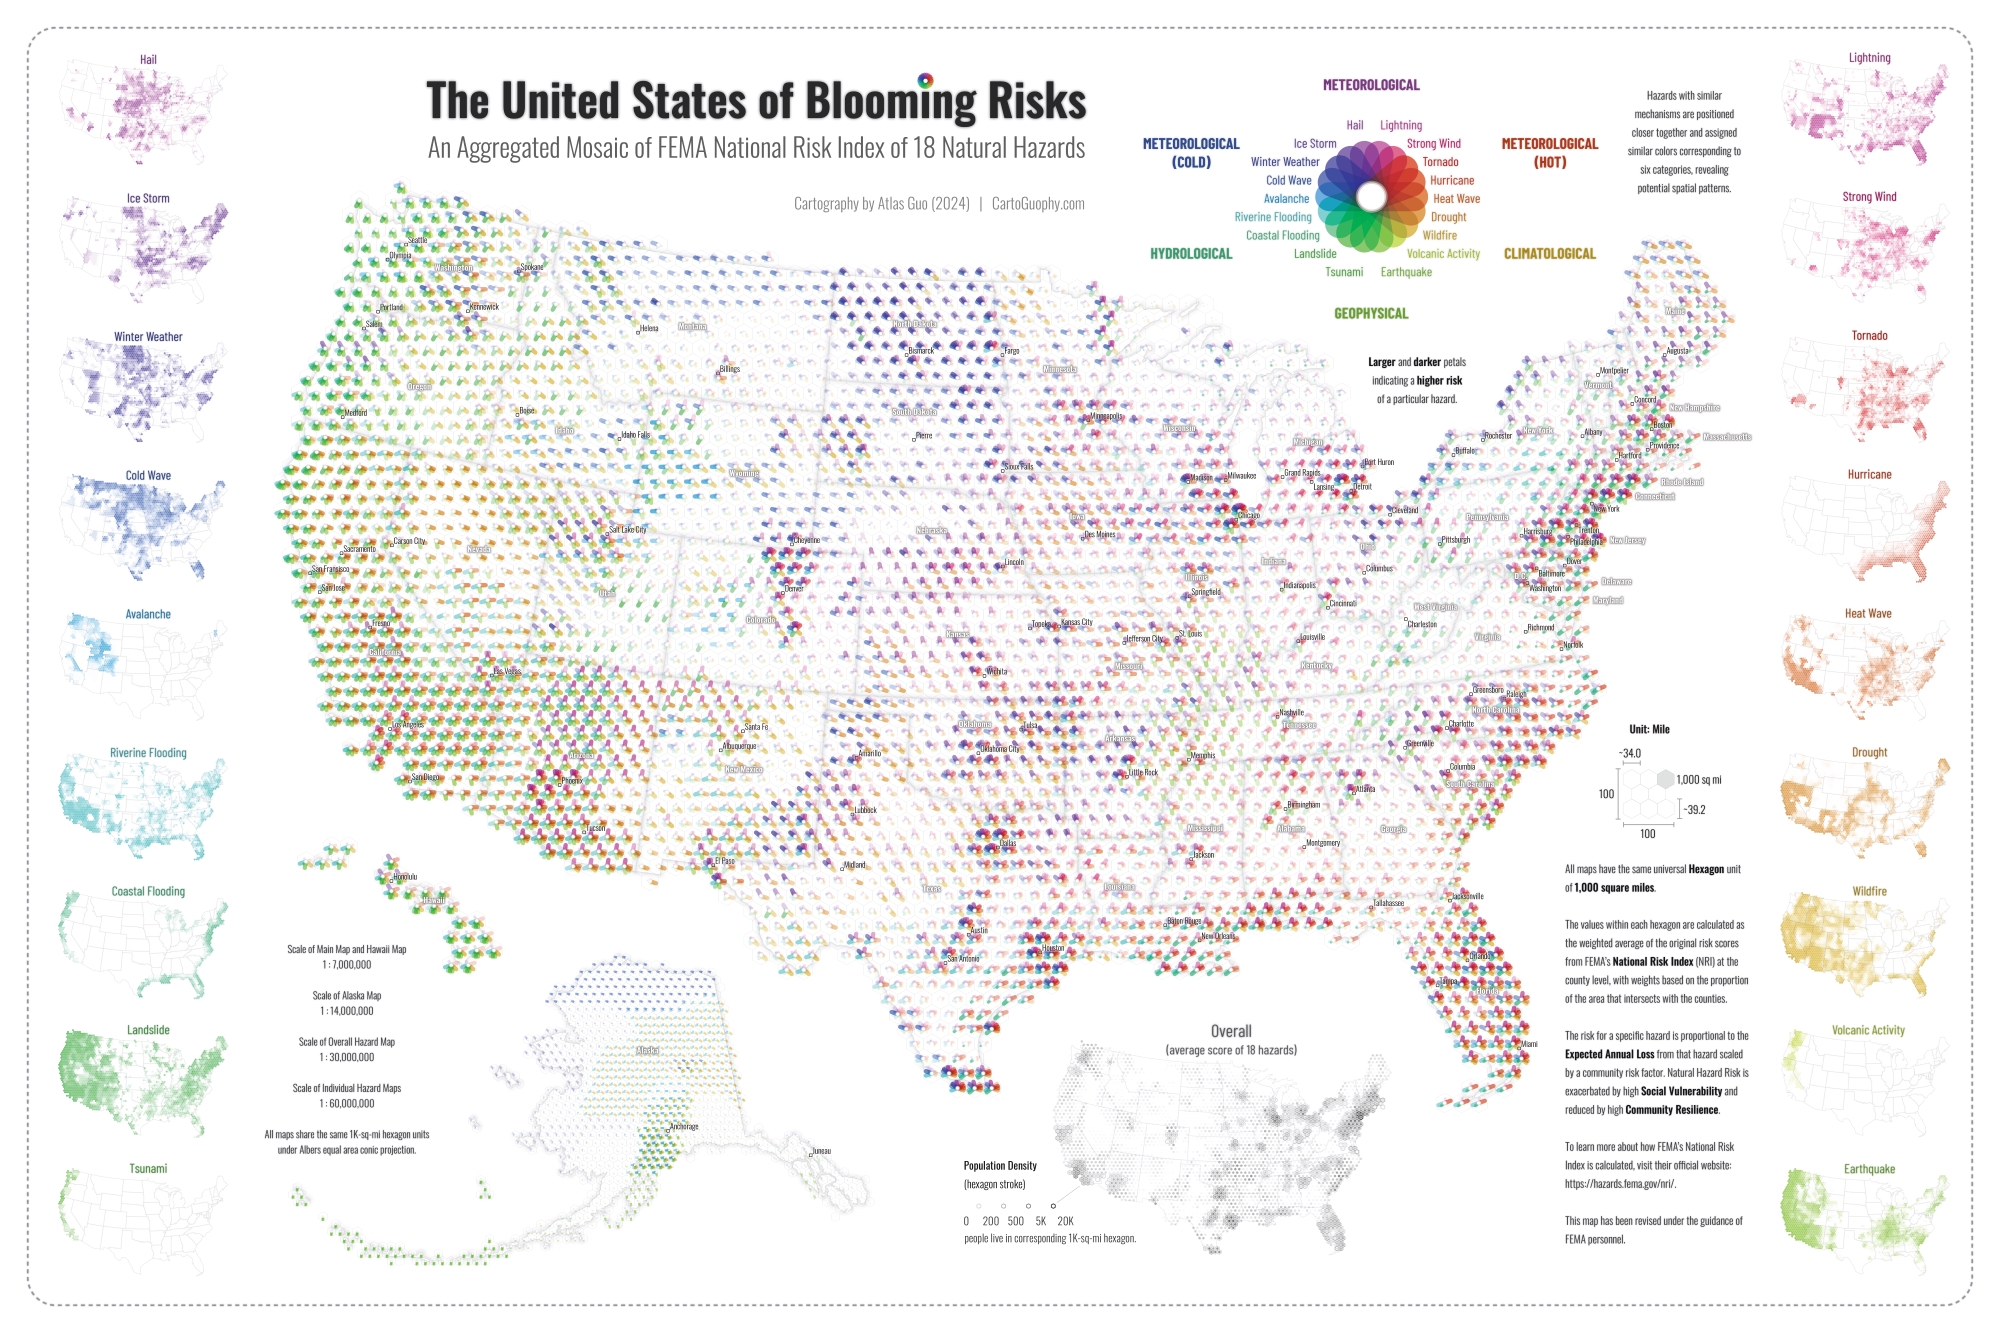 The United States of Blooming Risks
An Aggregated Mosaic of FEMA National Risk Index of 18 Natural Hazards
Cartography by Atlas Guo (2024) | CartoGuophy.com
Hail
Ice Storm
Winter Weather
Cold Wave
Avalanche
Riverine Flooding
Coastal Flooding
Landslide
Tsunami
METEOROLOGICAL
METEOROLOGICAL
(COLD)
METEOROLOGICAL
(HOT)
HYDROLOGICAL
CLIMATOLOGICAL
GEOPHYSICAL
Hail
Lightning
Ice Storm
Strong Wind
Winter Weather
Tornado
Cold Wave
Hurricane
Avalanche
Heat Wave
Riverine Flooding
Drought
Coastal Flooding
Wildfire
Landslide
Volcanic Activity
Tsunami
Earthquake
Hazards with similar
mechanisms are positioned
closer together and assigned
similar colors corresponding to
six categories, revealing
potential spatial patterns.
Larger and darker petals
indicating a higher risk
of a particular hazard.
Lightning
Strong Wind
Tornado
Hurricane
Heat Wave
Drought
Wildfire
Volcanic Activity
Earthquake
Seattle
Olympia
Washington
Spokane
Portland
Kennewick
Salem
Oregon
Medford
Boise
Idaho
Idaho Falls
Helena
Montana
Billings
North Dakota
Bismarck
Fargo
South Dakota
Pierre
Sioux Falls
Minnesota
Minneapolis
Wisconsin
Madison
Milwaukee
Michigan
Grand Rapids
Lansing
Port Huron
Detroit
Wyoming
Cheyenne
Salt Lake City
Utah
Carson City
Nevada
Sacramento
San Francisco
San Jose
Fresno
California
Las Vegas
Los Angeles
San Diego
Arizona
Phoenix
Tucson
Denver
Colorado
Santa Fe
Albuquerque
New Mexico
El Paso
Nebraska
Lincoln
Iowa
Des Moines
Chicago
Illinois
Springfield
Indiana
Indianapolis
Ohio
Cleveland
Columbus
Cincinnati
Kansas
Topeka
Kansas City
Wichita
Jefferson City
St. Louis
Missouri
Louisville
Kentucky
West Virginia
Charleston
Virginia
Richmond
Norfolk
Pennsylvania
Pittsburgh
Harrisburg
Philadelphia
Trenton
New Jersey
Dover
Delaware
Baltimore
D.C.
Washington
Maryland
New York
New York
Buffalo
Rochester
Albany
Montpelier
Vermont
Concord
New Hampshire
Boston
Massachusetts
Providence
Hartford
Rhode Island
Connecticut
Maine
Augusta
Oklahoma
Tulsa
Oklahoma City
Amarillo
Lubbock
Midland
Dallas
Texas
Austin
San Antonio
Houston
Arkansas
Little Rock
Memphis
Nashville
Tennessee
Greensboro
Raleigh
North Carolina
Charlotte
Greenville
Columbia
South Carolina
Atlanta
Georgia
Birmingham
Alabama
Montgomery
Mississippi
Jackson
Louisiana
Baton Rouge
New Orleans
Tallahassee
Jacksonville
Orlando
Tampa
Florida
Miami
Honolulu
Hawaii
Alaska
Anchorage
Juneau
Scale of Main Map and Hawaii Map
1 : 7,000,000
Scale of Alaska Map
1 : 14,000,000
Scale of Overall Hazard Map
1 : 30,000,000
Scale of Individual Hazard Maps
1 : 60,000,000
All maps share the same 1K-sq-mi hexagon units
under Albers equal area conic projection.
Overall
(average score of 18 hazards)
Population Density
(hexagon stroke)
0 200 500 5K 20K
people live in corresponding 1K-sq-mi hexagon.
Unit: Mile
~34.0
1,000 sq mi
100
~39.2
100
All maps have the same universal Hexagon unit
of 1,000 square miles.
The values within each hexagon are calculated as
the weighted average of the original risk scores
from FEMA's National Risk Index (NRI) at the
county level, with weights based on the proportion
of the area that intersects with the counties.
The risk for a specific hazard is proportional to the
Expected Annual Loss from that hazard scaled
by a community risk factor. Natural Hazard Risk is
exacerbated by high Social Vulnerability and
reduced by high Community Resilience.
To learn more about how FEMA's National Risk
Index is calculated, visit their official website:
https://hazards.fema.gov/nri/.
This map has been revised under the guidance of
FEMA personnel.